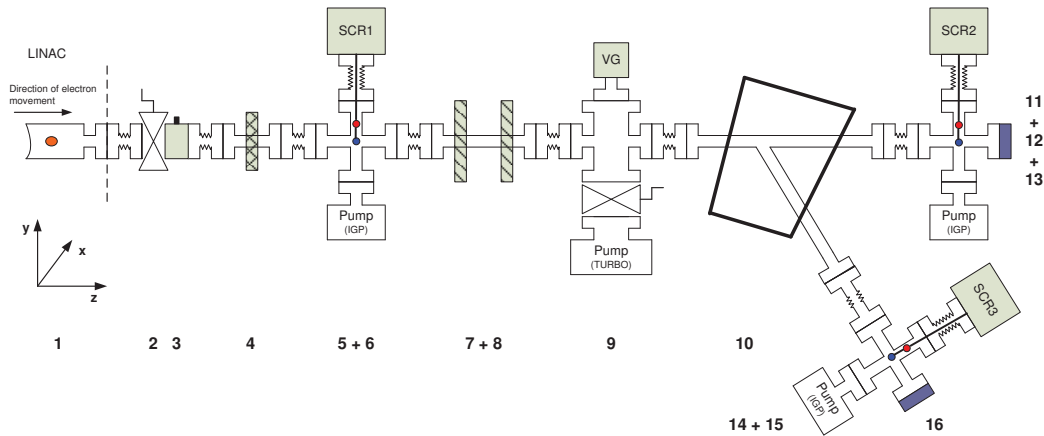 SCR1
SCR2
LINAC
VG
Direction of electron
movement
11
+
12
+
13
Pump
(IGP)
Pump
(IGP)
y
x
z
Pump
(TURBO)
SCR3
1
2
3
4
5 + 6
7 + 8
9
10
Pump
(IGP)
14 + 15
16